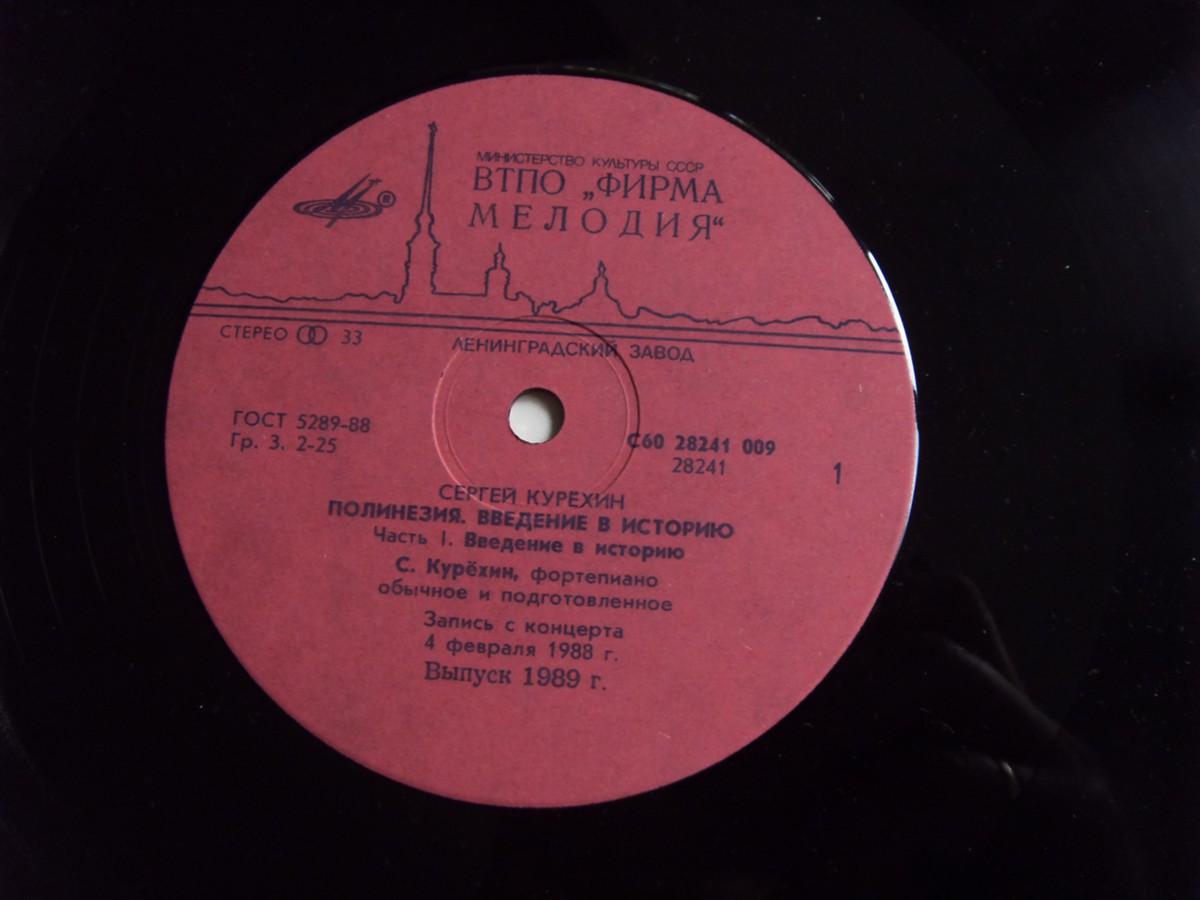 МИНИСТЕРСТВО КУЛЬТУРЫ СССР
ВТПО „ФИРМА
МЕЛОДИЯ“
®
СТЕРЕО 33
ЛЕНИНГРАДСКИЙ ЗАВОД
ГОСТ 5289-88
Гр. 3. 2-25
С60 28241 009
28241
1
СЕРГЕЙ КУРЁХИН
ПОЛИНЕЗИЯ. ВВЕДЕНИЕ В ИСТОРИЮ
Часть I. Введение в историю
С. Курёхин, фортепиано
обычное и подготовленное
Запись с концерта
4 февраля 1988 г.
Выпуск 1989 г.